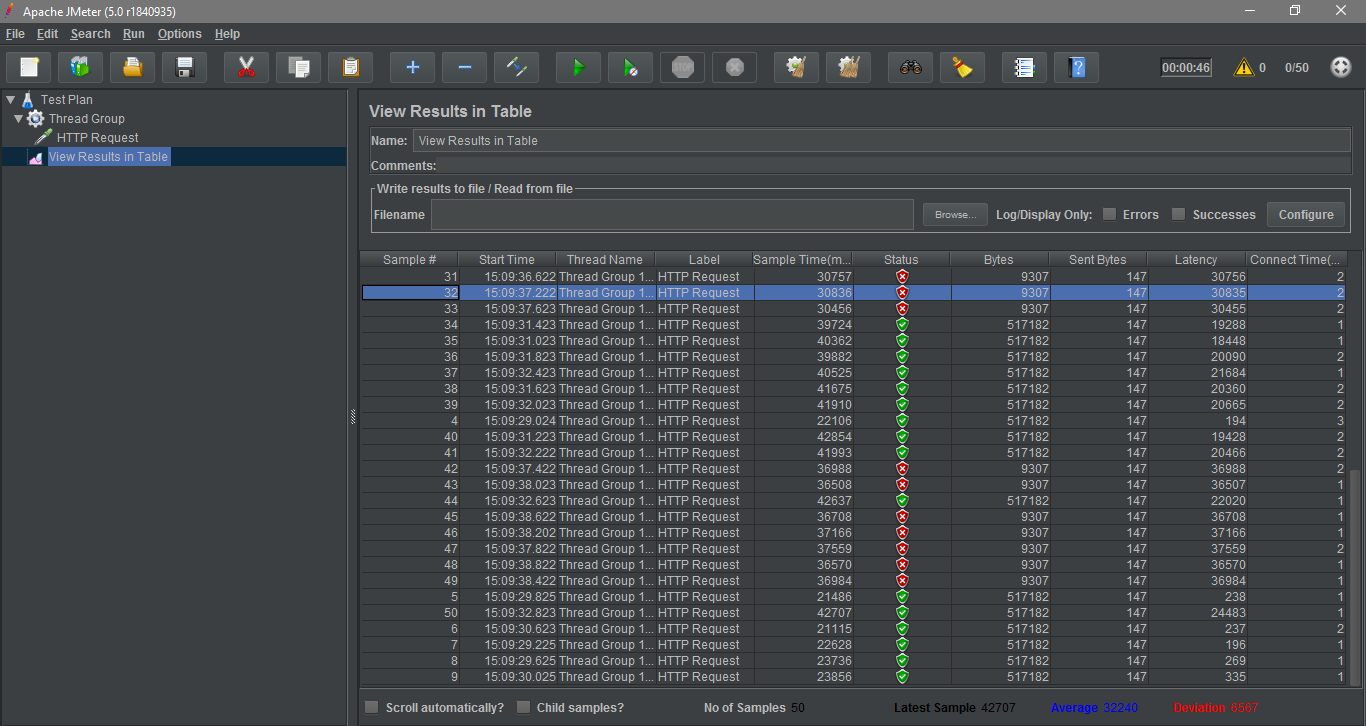 Apache JMeter (5.0 r1840935)
File Edit Search Run Options Help
STOP 00:00:46 0 0/50
Test Plan
Thread Group
HTTP Request
View Results in Table
View Results in Table
Name: View Results in Table
Comments:
Write results to file / Read from file
Filename Browse... Log/Display Only: Errors Successes Configure
Sample # Start Time Thread Name Label Sample Time(m... Status Bytes Sent Bytes Latency Connect Time(...
31 15:09:36.622 Thread Group 1... HTTP Request 30757 9307 147 30756 2
32 15:09:37.222 Thread Group 1... HTTP Request 30836 9307 147 30835 2
33 15:09:37.623 Thread Group 1... HTTP Request 30456 9307 147 30455 2
34 15:09:31.423 Thread Group 1... HTTP Request 39724 517182 147 19288 1
35 15:09:31.023 Thread Group 1... HTTP Request 40362 517182 147 18448 1
36 15:09:31.823 Thread Group 1... HTTP Request 39882 517182 147 20090 2
37 15:09:32.423 Thread Group 1... HTTP Request 40525 517182 147 21684 1
38 15:09:31.623 Thread Group 1... HTTP Request 41675 517182 147 20360 2
39 15:09:32.023 Thread Group 1... HTTP Request 41910 517182 147 20665 2
4 15:09:29.024 Thread Group 1... HTTP Request 22106 517182 147 194 3
40 15:09:31.223 Thread Group 1... HTTP Request 42854 517182 147 19428 2
41 15:09:32.222 Thread Group 1... HTTP Request 41993 517182 147 20466 2
42 15:09:37.422 Thread Group 1... HTTP Request 36988 9307 147 36988 2
43 15:09:38.023 Thread Group 1... HTTP Request 36508 9307 147 36507 1
44 15:09:32.623 Thread Group 1... HTTP Request 42637 517182 147 22020 1
45 15:09:38.622 Thread Group 1... HTTP Request 36708 9307 147 36708 1
46 15:09:38.202 Thread Group 1... HTTP Request 37166 9307 147 37166 1
47 15:09:37.822 Thread Group 1... HTTP Request 37559 9307 147 37559 2
48 15:09:38.822 Thread Group 1... HTTP Request 36570 9307 147 36570 1
49 15:09:38.422 Thread Group 1... HTTP Request 36984 9307 147 36984 1
5 15:09:29.825 Thread Group 1... HTTP Request 21486 517182 147 238 1
50 15:09:32.823 Thread Group 1... HTTP Request 42707 517182 147 24483 1
6 15:09:30.623 Thread Group 1... HTTP Request 21115 517182 147 237 2
7 15:09:29.225 Thread Group 1... HTTP Request 22628 517182 147 196 1
8 15:09:29.625 Thread Group 1... HTTP Request 23736 517182 147 269 1
9 15:09:30.025 Thread Group 1... HTTP Request 23856 517182 147 335 1
Scroll automatically? Child samples? No of Samples 50 Latest Sample 42707 Average 32240 Deviation 6567